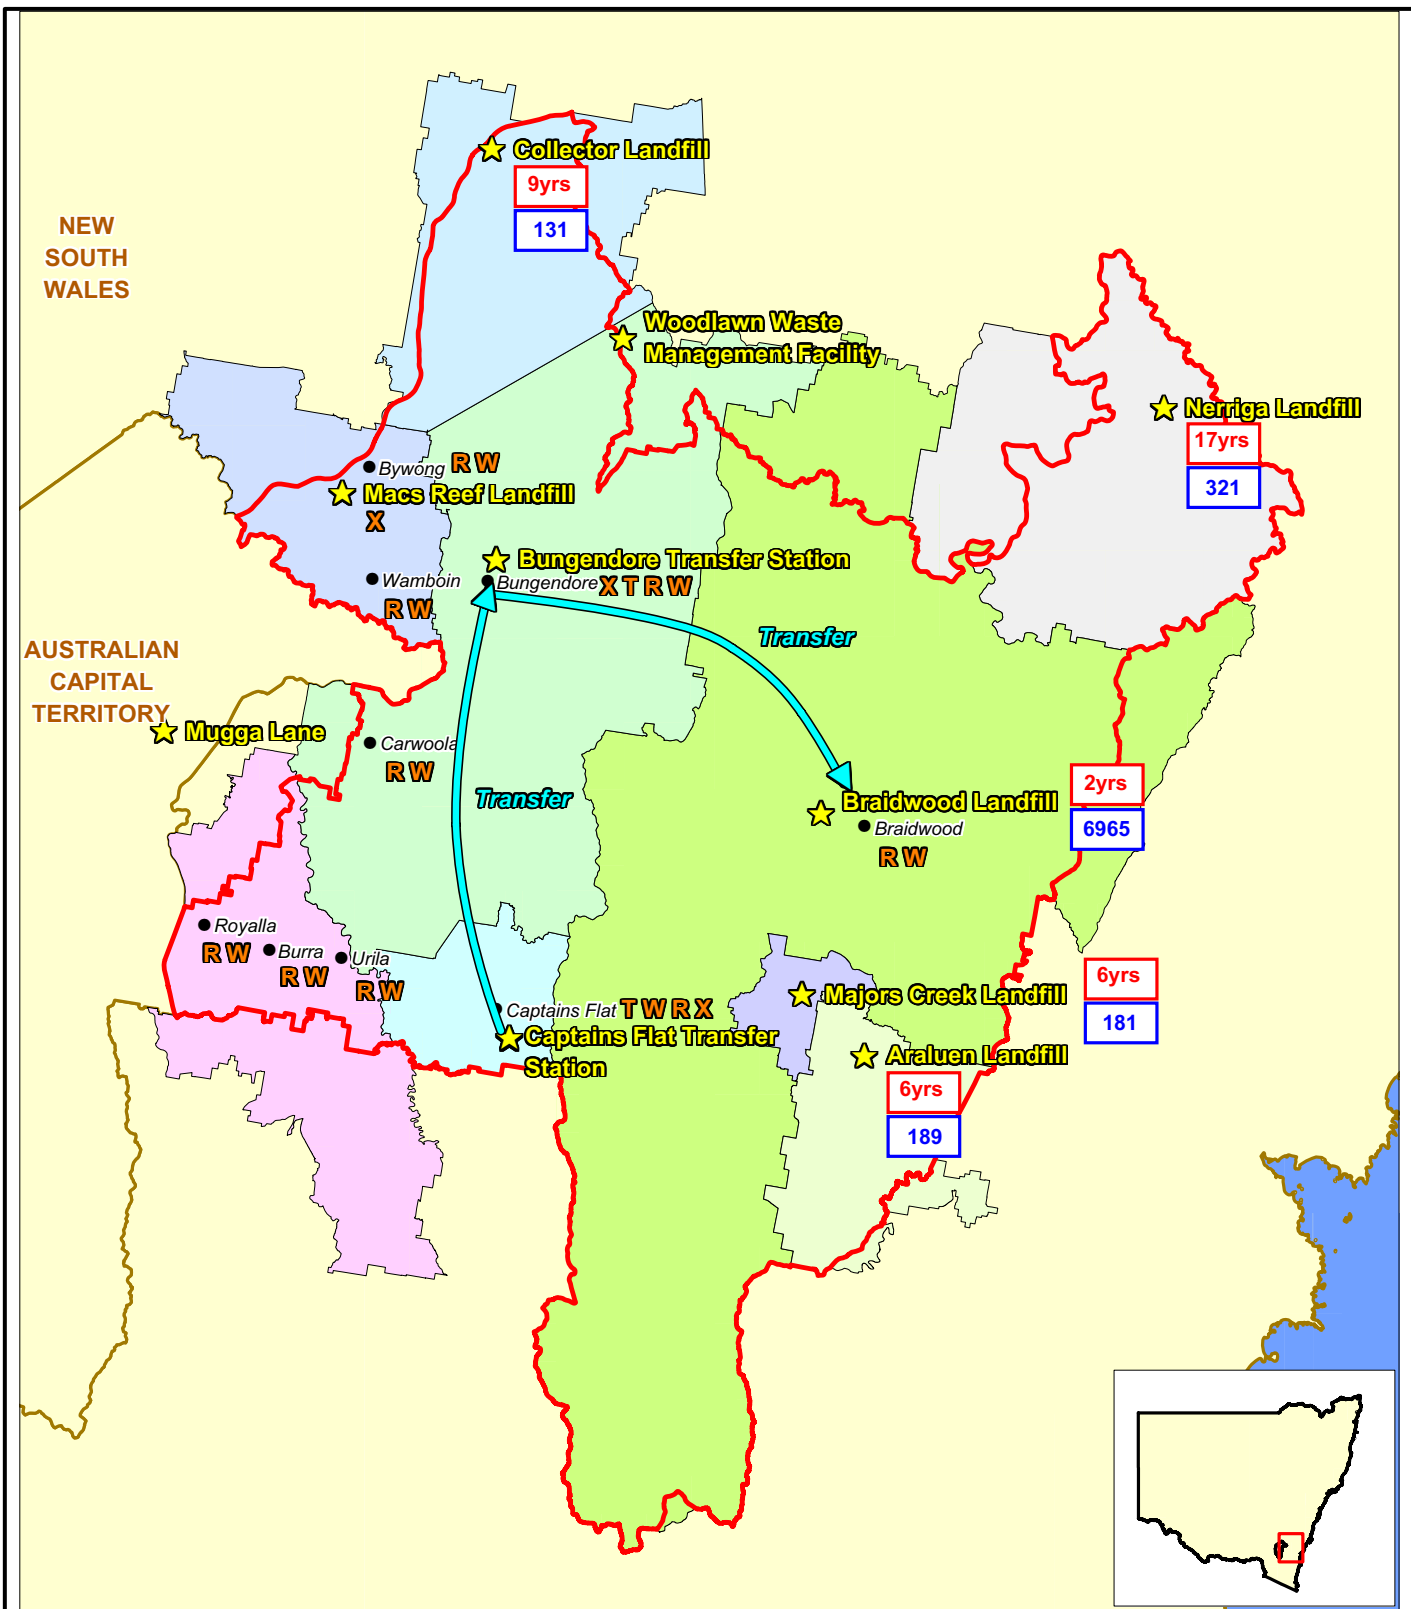 Collector Landfill
9yrs
131
NEW
SOUTH
WALES
Woodlawn Waste
Management Facility
Nerriga Landfill
17yrs
321
Bywong R W
Macs Reef Landfill
X
Bungendore Transfer Station
Wamboin
R W
Bungendore X T R W
Transfer
AUSTRALIAN
CAPITAL
TERRITORY
Mugga Lane
Carwoola
R W
Transfer
Braidwood Landfill
2yrs
6965
Braidwood
R W
Royalla
R W
Burra
R W
Urila
R W
Captains Flat T W R X
Captains Flat Transfer
Station
Majors Creek Landfill
6yrs
181
Araluen Landfill
6yrs
189